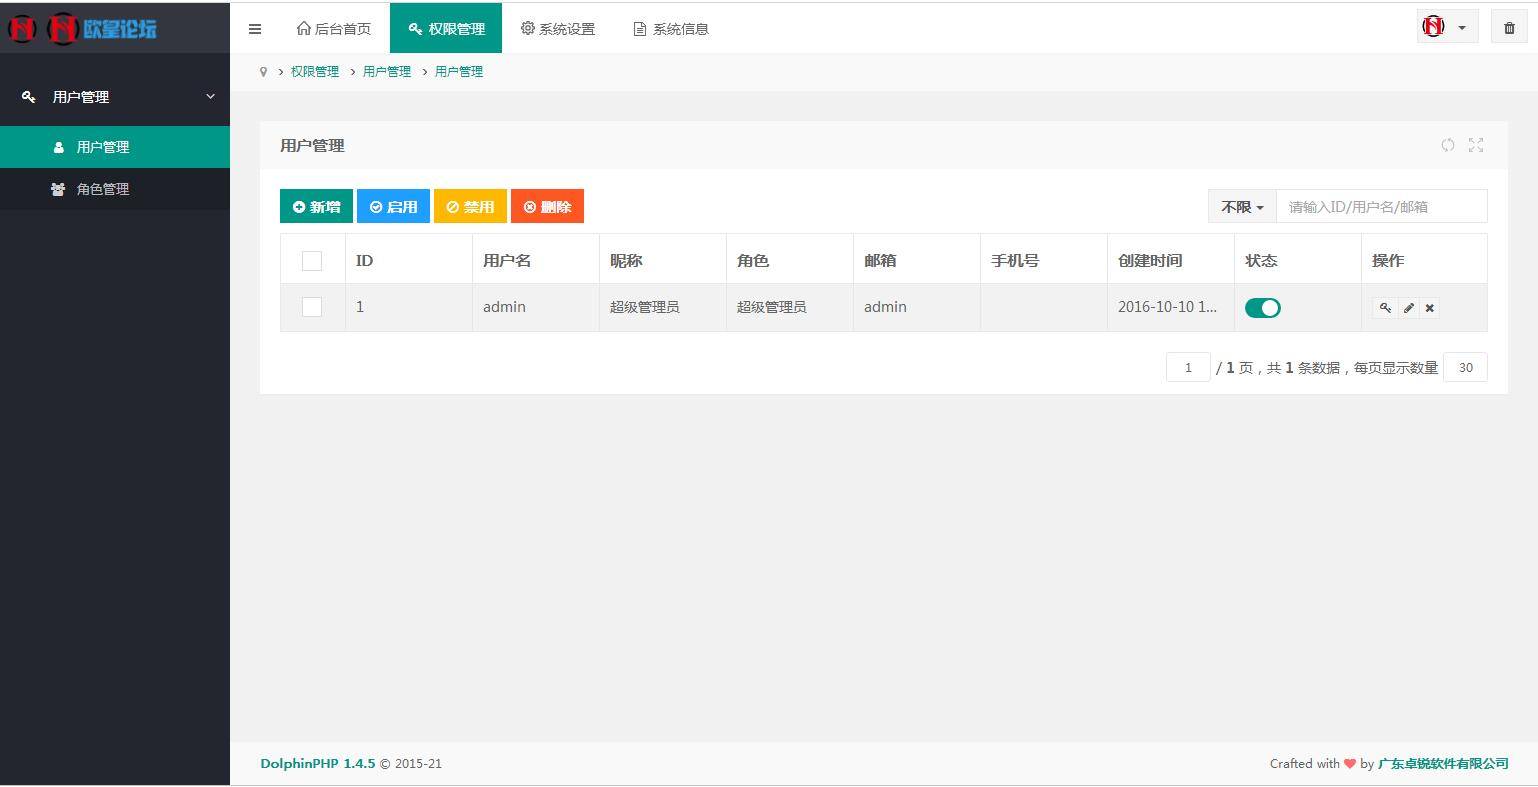 欧皇论坛
后台首页 权限管理 系统设置 系统信息
权限管理 > 用户管理 > 用户管理
用户管理
用户管理
角色管理
用户管理
新增 启用 禁用 删除 不限 请输入ID/用户名/邮箱
ID 用户名 昵称 角色 邮箱 手机号 创建时间 状态 操作
1 admin 超级管理员 超级管理员 admin 2016-10-10 1...
1 / 1 页，共 1 条数据，每页显示数量 30
DolphinPHP 1.4.5 © 2015-21
Crafted with ❤ by 广东卓锐软件有限公司